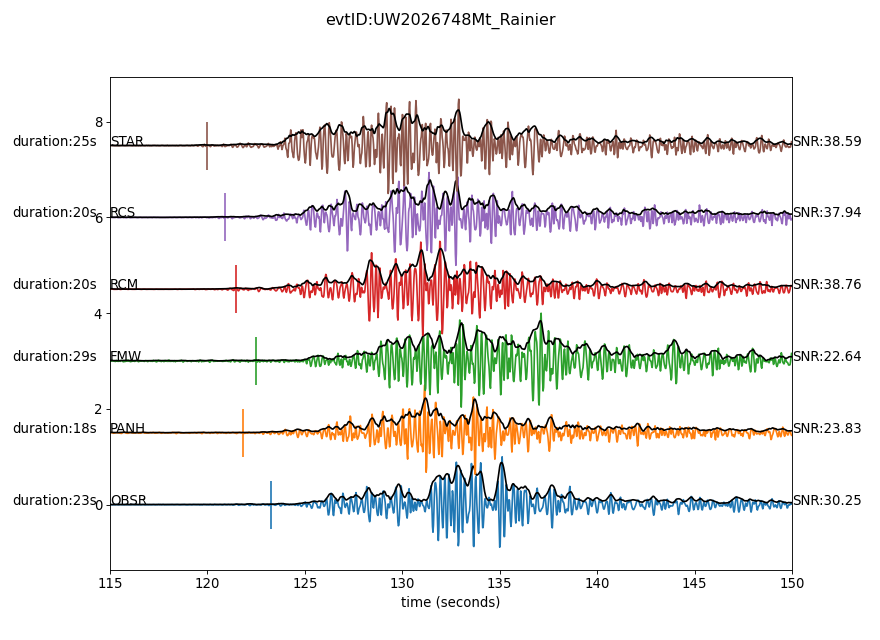 evtID:UW2026748Mt_Rainier
8
duration:25s STAR SNR:38.59
duration:20s RCS SNR:37.94
6
duration:20s RCM SNR:38.76
4
duration:29s FMW SNR:22.64
2
duration:18s PANH SNR:23.83
duration:23s OBSR SNR:30.25
0
115 120 125 130 135 140 145 150
time (seconds)